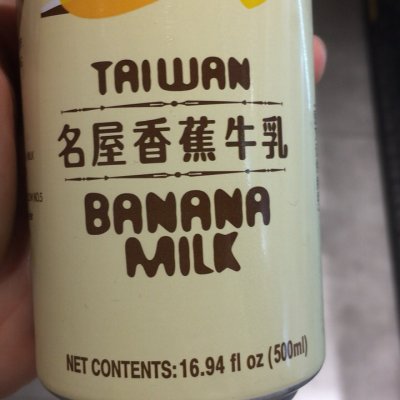 TAIWAN
名屋香蕉牛乳
BANANA
MILK
NET CONTENTS: 16.94 fl oz (500ml)